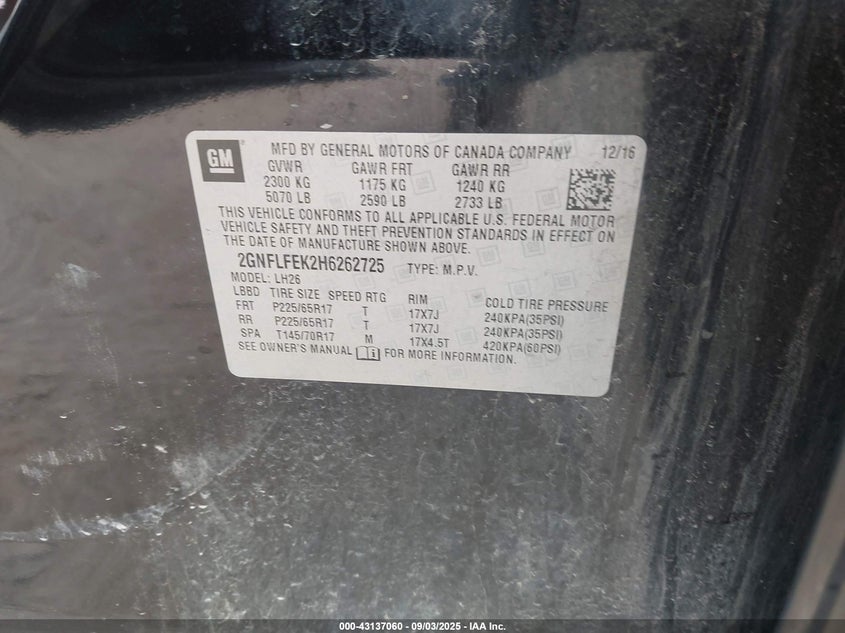 GM MFD BY GENERAL MOTORS OF CANADA COMPANY 12/16
GVWR GAWR FRT GAWR RR
2300 KG 1175 KG 1240 KG
5070 LB 2590 LB 2733 LB
THIS VEHICLE CONFORMS TO ALL APPLICABLE U.S. FEDERAL MOTOR
VEHICLE SAFETY AND THEFT PREVENTION STANDARDS IN EFFECT ON
THE DATE OF MANUFACTURE SHOWN ABOVE.
2GNFLFEK2H6262725 TYPE: M.P.V.
MODEL: LH26
LBBD TIRE SIZE SPEED RTG RIM COLD TIRE PRESSURE
FRT P225/65R17 T 17X7J 240KPA(35PSI)
RR P225/65R17 T 17X7J 240KPA(35PSI)
SPA T145/70R17 M 17X4.5T 420KPA(60PSI)
SEE OWNER'S MANUAL FOR MORE INFORMATION.
000-43137060 - 09/03/2025 - IAA Inc.